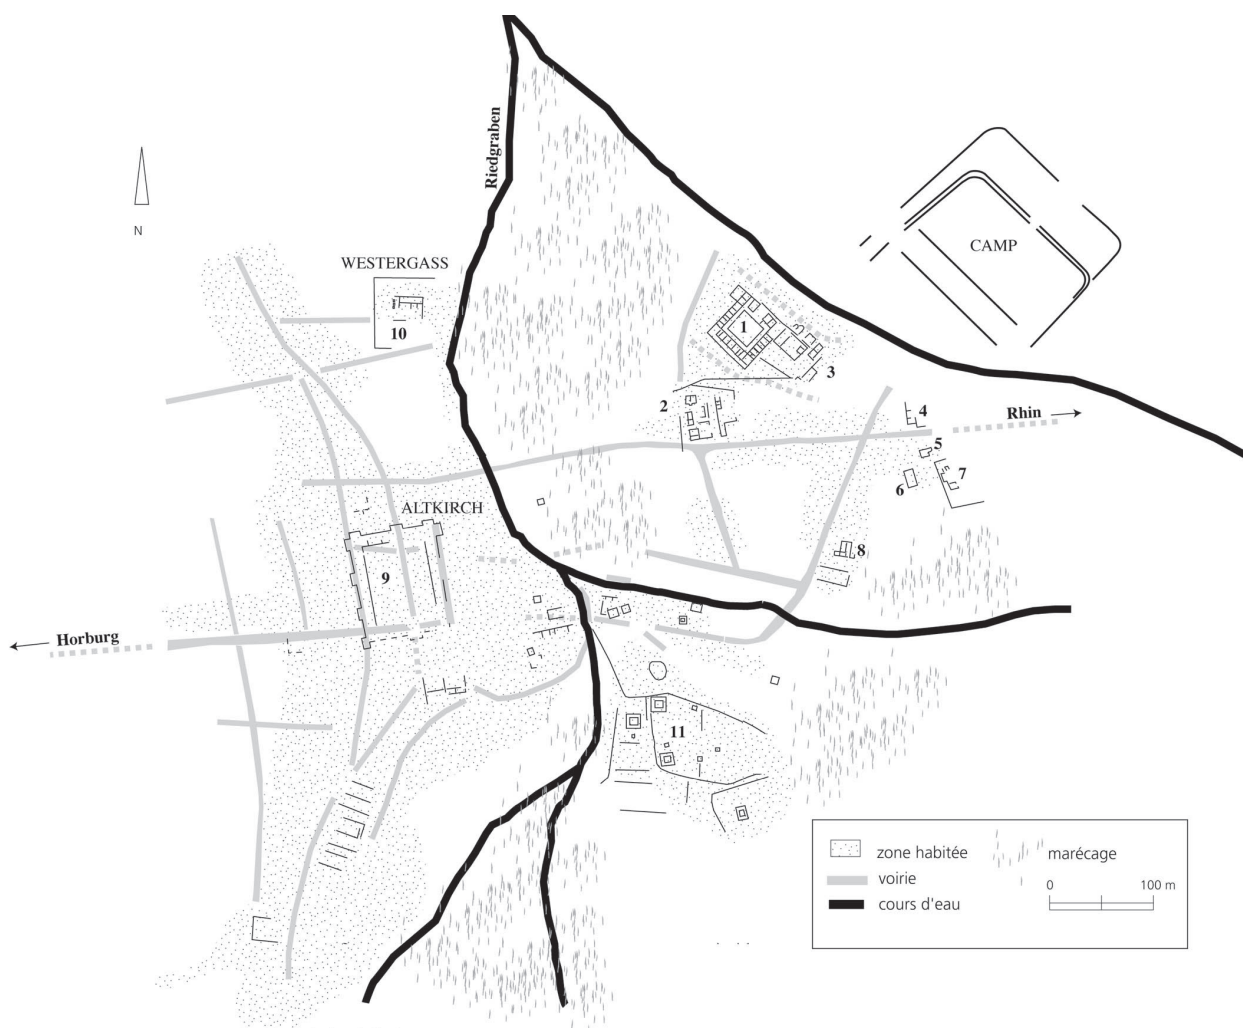 Riedgraben
N
WESTERGASS
10
CAMP
1
3
2
4
Rhin
5
6
7
ALTKIRCH
9
8
Horburg
11
zone habitée
marécage
voirie
0 100 m
cours d'eau